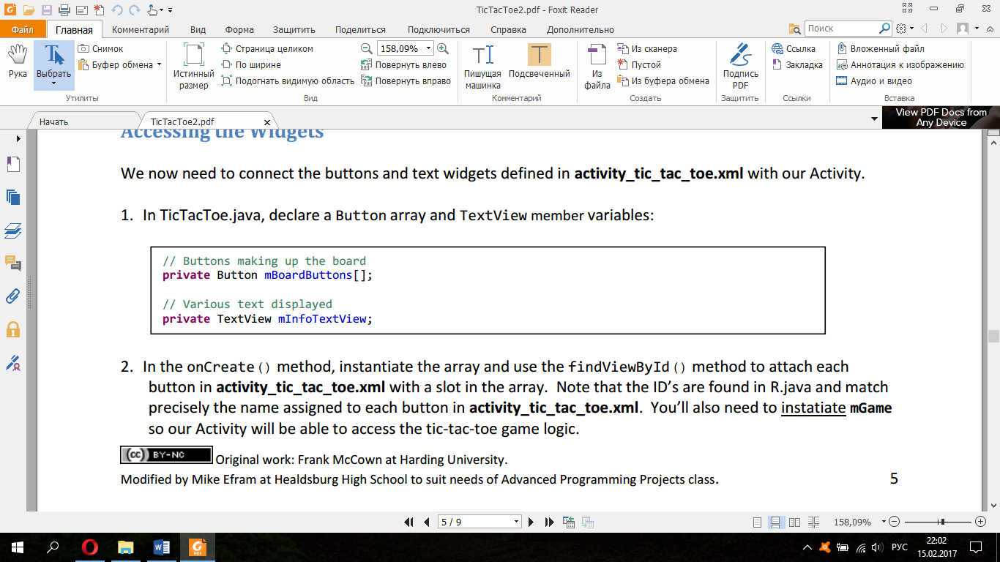 TicTacToe2.pdf - Foxit Reader
Файл Главная Комментарий Вид Форма Защитить Поделиться Подключиться Справка Дополнительно Поиск
Рука
Выбрать
Снимок
Буфер обмена
Утилиты
Истинный
размер
Страница целиком
По ширине
Подогнать видимую область
158,09%
Повернуть влево
Повернуть вправо
Вид
Пишущая
машинка
Подсвеченный
Комментарий
Из
файла
Из сканера
Пустой
Из буфера обмена
Создать
Подпись
PDF
Защитить
Ссылка
Закладка
Ссылки
Вложенный файл
Аннотация к изображению
Аудио и видео
Вставка
Начать TicTacToe2.pdf
View PDF Docs from
Any Device
Accessing the Widgets
We now need to connect the buttons and text widgets defined in activity_tic_tac_toe.xml with our Activity.
1. In TicTacToe.java, declare a Button array and TextView member variables:
// Buttons making up the board
private Button mBoardButtons[];
// Various text displayed
private TextView mInfoTextView;
2. In the onCreate() method, instantiate the array and use the findViewById() method to attach each
button in activity_tic_tac_toe.xml with a slot in the array. Note that the ID’s are found in R.java and match
precisely the name assigned to each button in activity_tic_tac_toe.xml. You’ll also need to instatiate mGame
so our Activity will be able to access the tic-tac-toe game logic.
(cc) BY-NC Original work: Frank McCown at Harding University.
Modified by Mike Efram at Healdsburg High School to suit needs of Advanced Programming Projects class. 5
5 / 9 158,09%
РУС
22:02
15.02.2017